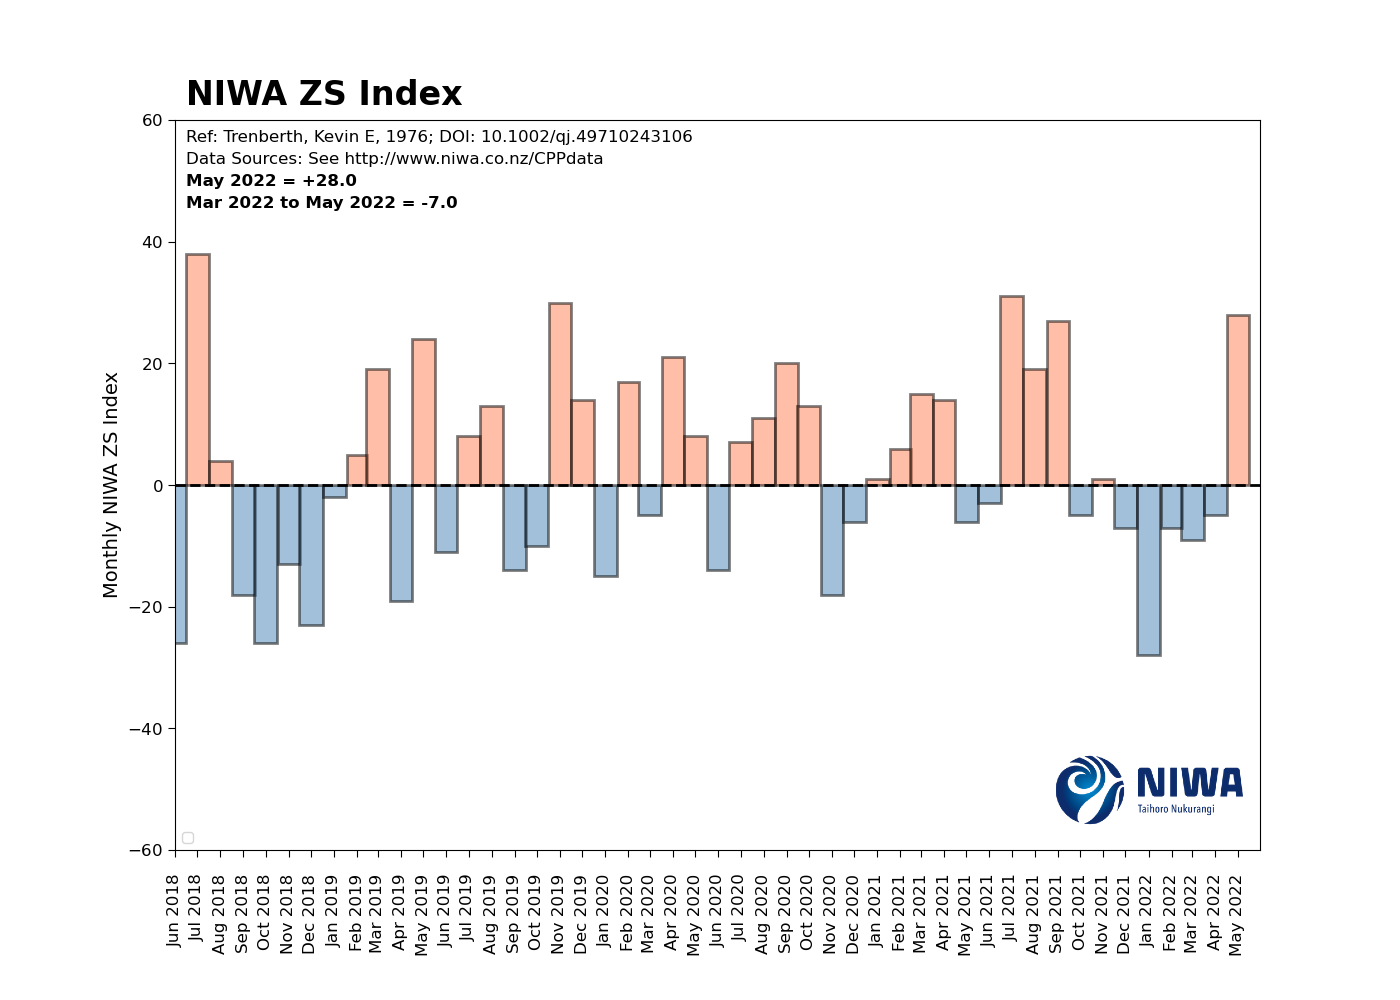 NIWA ZS Index
Ref: Trenberth, Kevin E, 1976; DOI: 10.1002/qj.49710243106
Data Sources: See http://www.niwa.co.nz/CPPdata
May 2022 = +28.0
Mar 2022 to May 2022 = -7.0
Monthly NIWA ZS Index
60
40
20
0
−20
−40
−60
NIWA
Taihoro Nukurangi
Jun 2018
Jul 2018
Aug 2018
Sep 2018
Oct 2018
Nov 2018
Dec 2018
Jan 2019
Feb 2019
Mar 2019
Apr 2019
May 2019
Jun 2019
Jul 2019
Aug 2019
Sep 2019
Oct 2019
Nov 2019
Dec 2019
Jan 2020
Feb 2020
Mar 2020
Apr 2020
May 2020
Jun 2020
Jul 2020
Aug 2020
Sep 2020
Oct 2020
Nov 2020
Dec 2020
Jan 2021
Feb 2021
Mar 2021
Apr 2021
May 2021
Jun 2021
Jul 2021
Aug 2021
Sep 2021
Oct 2021
Nov 2021
Dec 2021
Jan 2022
Feb 2022
Mar 2022
Apr 2022
May 2022